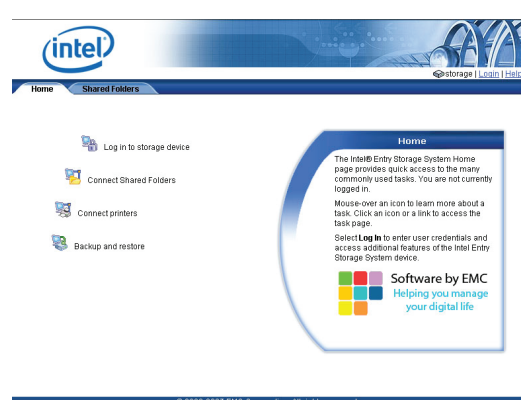 intel
storage | Login | Help
Home
Shared Folders
Log in to storage device
Connect Shared Folders
Connect printers
Backup and restore
Home
The Intel® Entry Storage System Home
page provides quick access to the many
commonly used tasks. You are not currently
logged in.
Mouse-over an icon to learn more about a
task. Click an icon or a link to access the
task page.
Select Log In to enter user credentials and
access additional features of the Intel Entry
Storage System device.
Software by EMC
Helping you manage
your digital life